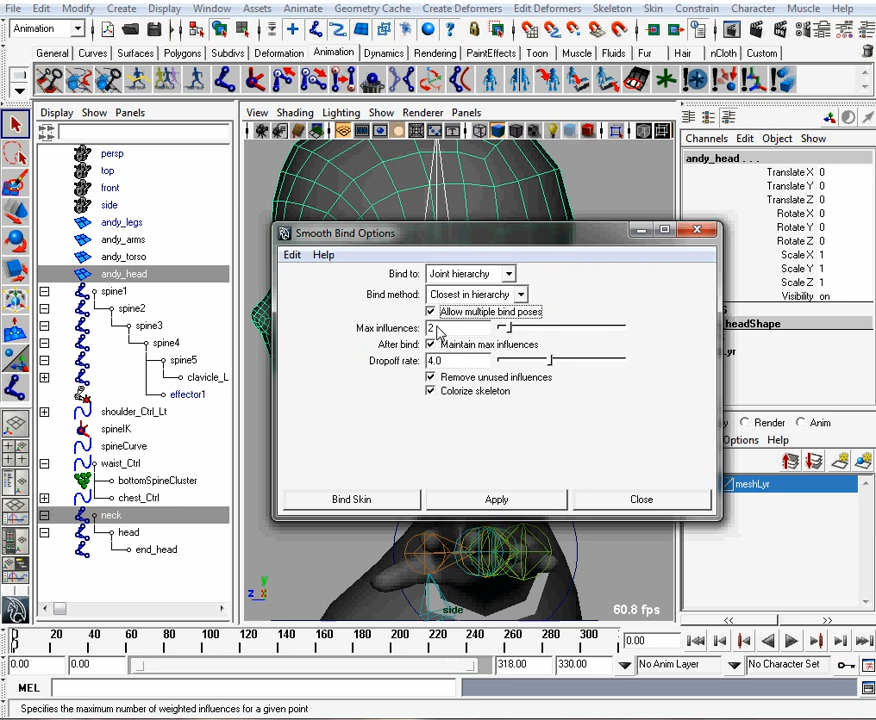 File Edit Modify Create Display Window Assets Animate Geometry Cache Create Deformers Edit Deformers Skeleton Skin Constraint Character Muscle Help
Animation
General Curves Surfaces Polygons Subdivs Deformation Animation Dynamics Rendering PaintEffects Toon Muscle Fluids Fur Hair nCloth Custom
Display Show Panels
View Shading Lighting Show Renderer Panels
Channels Edit Object Show
persp
top
front
side
andy_legs
andy_arms
andy_torso
andy_head
spine1
spine2
spine3
spine4
spine5
clavicle_L
effector1
shoulder_Ctrl_Lt
spineIK
spineCurve
waist_Ctrl
bottomSpineCluster
chest_Ctrl
neck
head
end_head
Smooth Bind Options
Edit Help
Bind to: Joint hierarchy
Bind method: Closest in hierarchy
Allow multiple bind poses
Max influences: 2
After bind: Maintain max influences
Dropoff rate: 4.0
Remove unused influences
Colorize skeleton
Bind Skin Apply Close
andy_head . . .
Translate X 0
Translate Y 0
Translate Z 0
Rotate X 0
Rotate Y 0
Rotate Z 0
Scale X 1
Scale Y 1
Scale Z 1
Visibility on
S
headShape
yr
y Render Anim
Options Help
meshLyr
y
z x
side
60.8 fps
0 20 40 60 80 100 120 140 160 180 200 220 240 260 280 300
0.00
0.00 0.00 318.00 330.00 No Anim Layer No Character Set
MEL
Specifies the maximum number of weighted influences for a given point